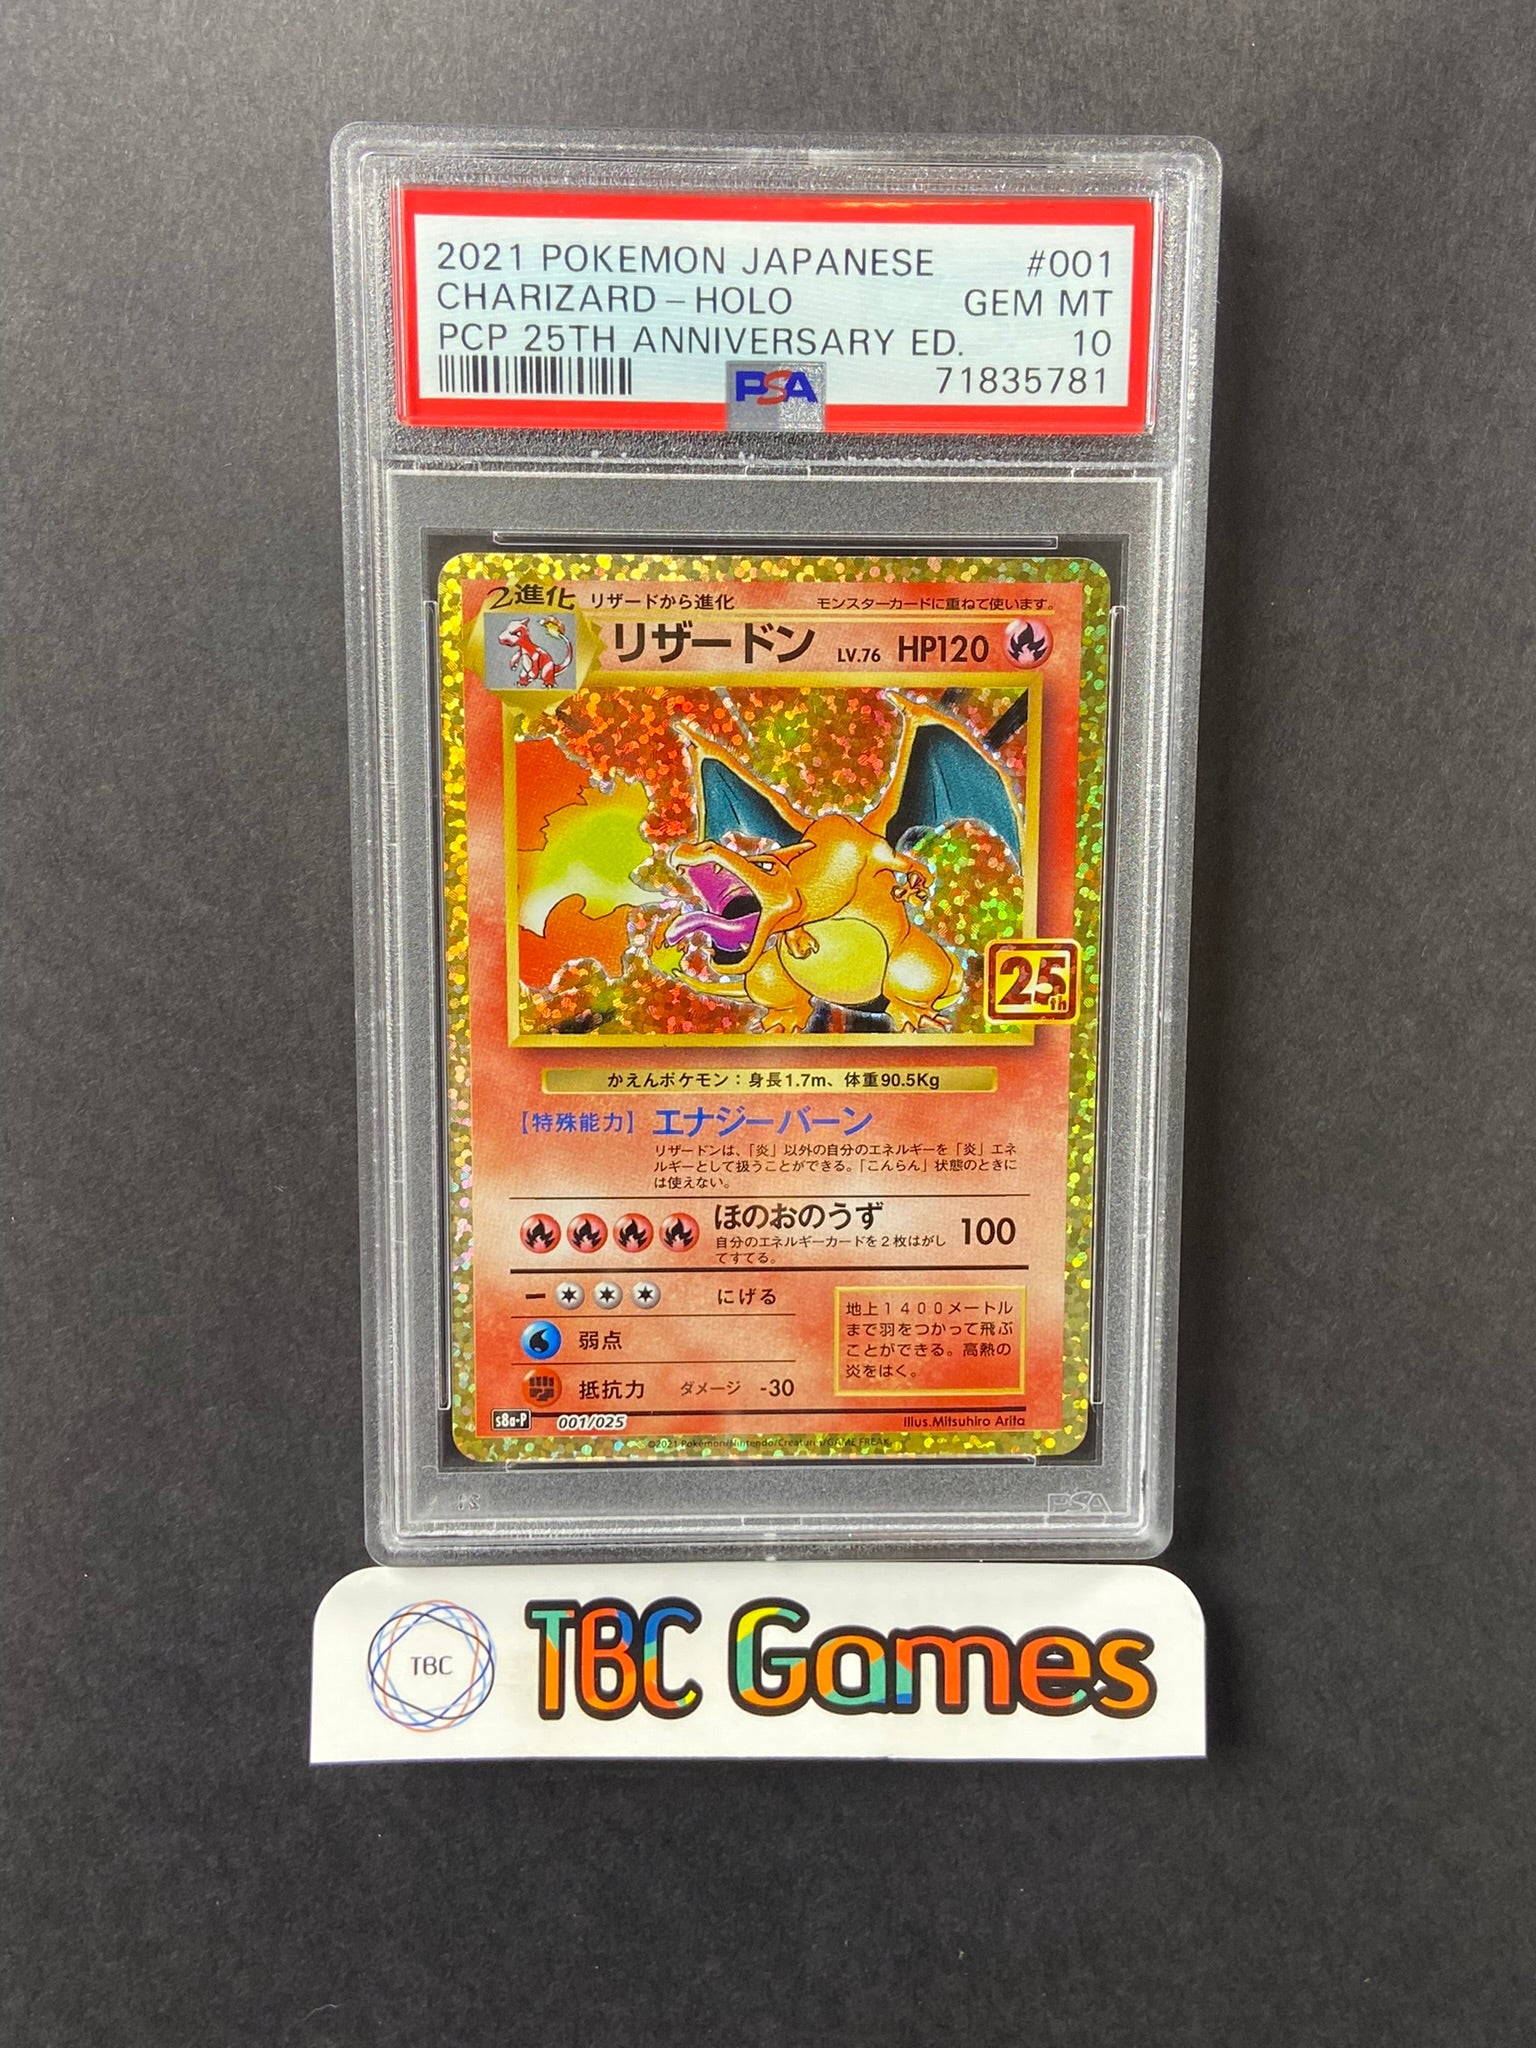 2021 POKEMON JAPANESE #001
CHARIZARD-HOLO GEM MT
PCP 25TH ANNIVERSARY ED. 10
PSA 71835781
2進化 リザードから進化 モンスターカードに重ねて使います。
リザードン LV.76 HP120
25th
かえんポケモン:身長1.7m、体重90.5Kg
【特殊能力】 エナジーバーン
リザードンは、「炎」以外の自分のエネルギーを「炎」エネ
ルギーとして扱うことができる。「こんらん」状態のときに
は使えない。
ほのおのうず 100
自分のエネルギーカードを2枚はがし
てすてる。
ー にげる
弱点
抵抗力 ダメージ -30
地上1400メートル
まで羽をつかって飛ぶ
ことができる。高熱の
炎をはく。
s8a-P 001/025 Illus.Mitsuhiro Arita
©2021 Pokémon/Nintendo/Creatures/GAME FREAK.
PSA
TBC TBC Games